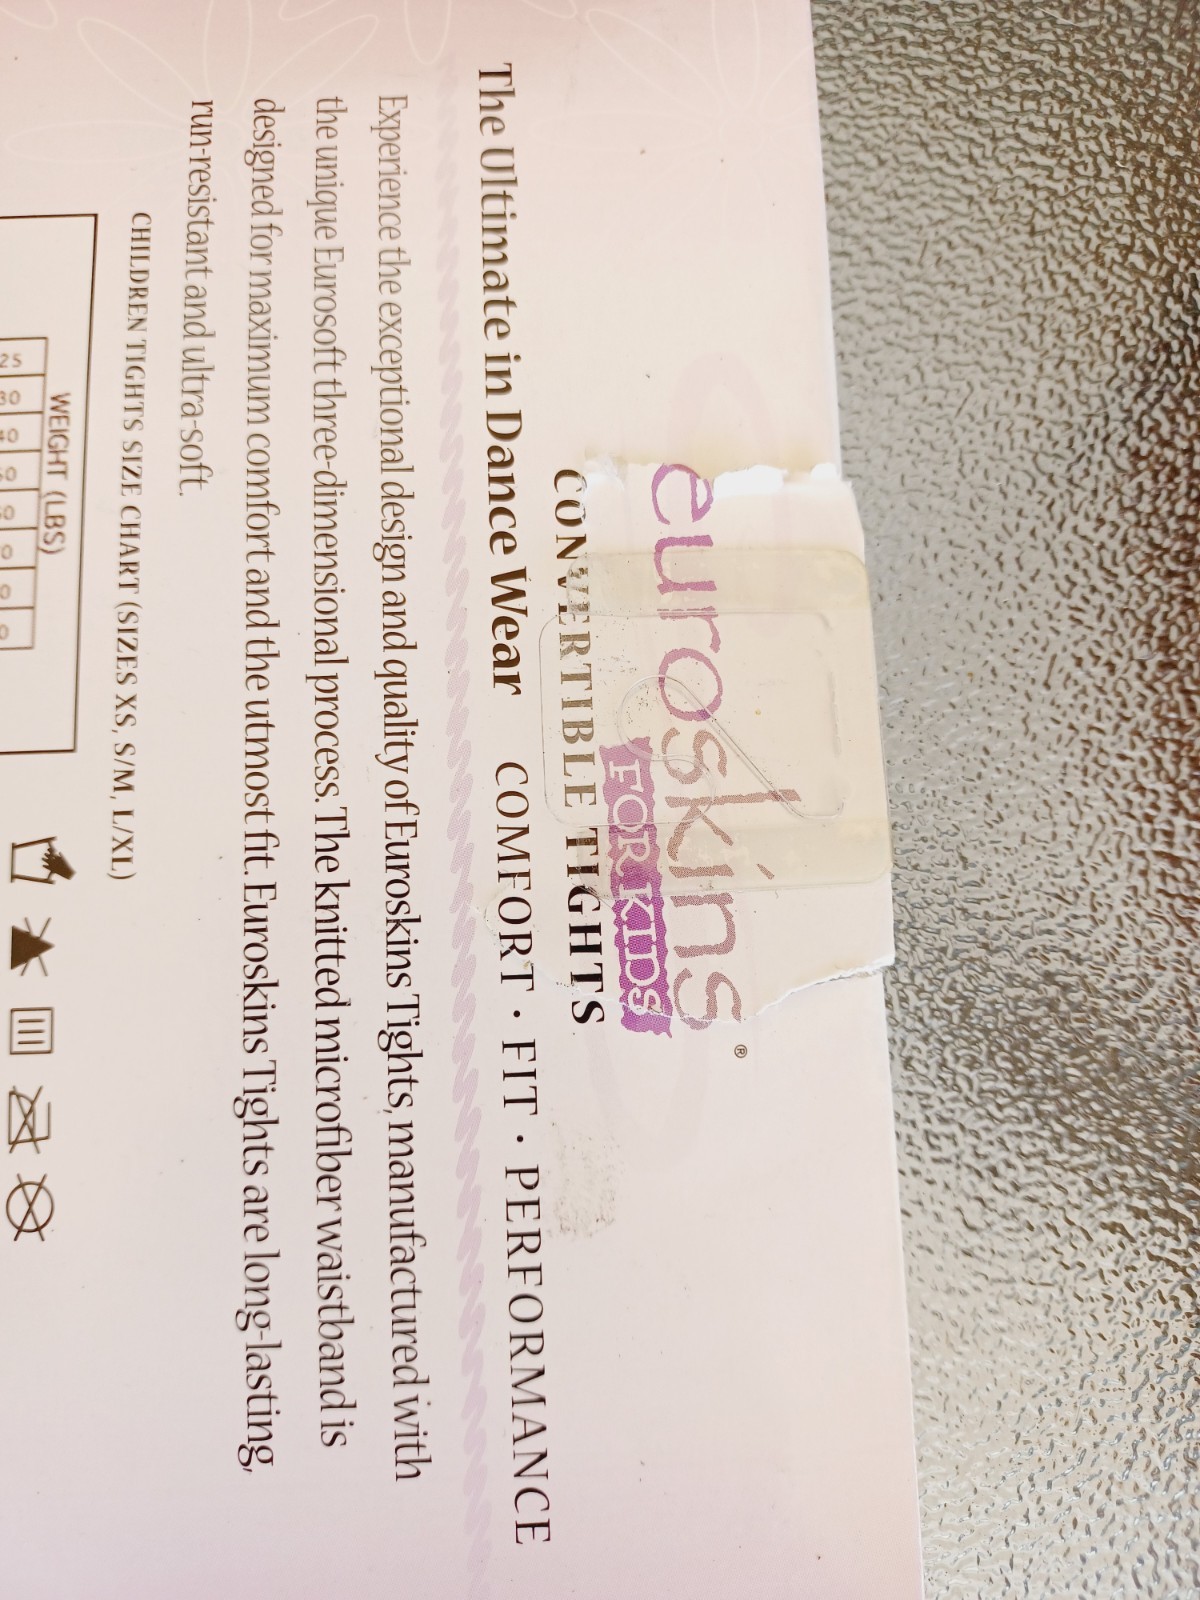 euroskins®
FOR KIDS
CONVERTIBLE TIGHTS
The Ultimate in Dance Wear COMFORT · FIT · PERFORMANCE
Experience the exceptional design and quality of Euroskins Tights, manufactured with
the unique Eurosoft three-dimensional process. The knitted microfiber waistband is
designed for maximum comfort and the utmost fit. Euroskins Tights are long-lasting,
run-resistant and ultra-soft.
CHILDREN TIGHTS SIZE CHART (SIZES XS, S/M, L/XL)
WEIGHT (LBS)
25